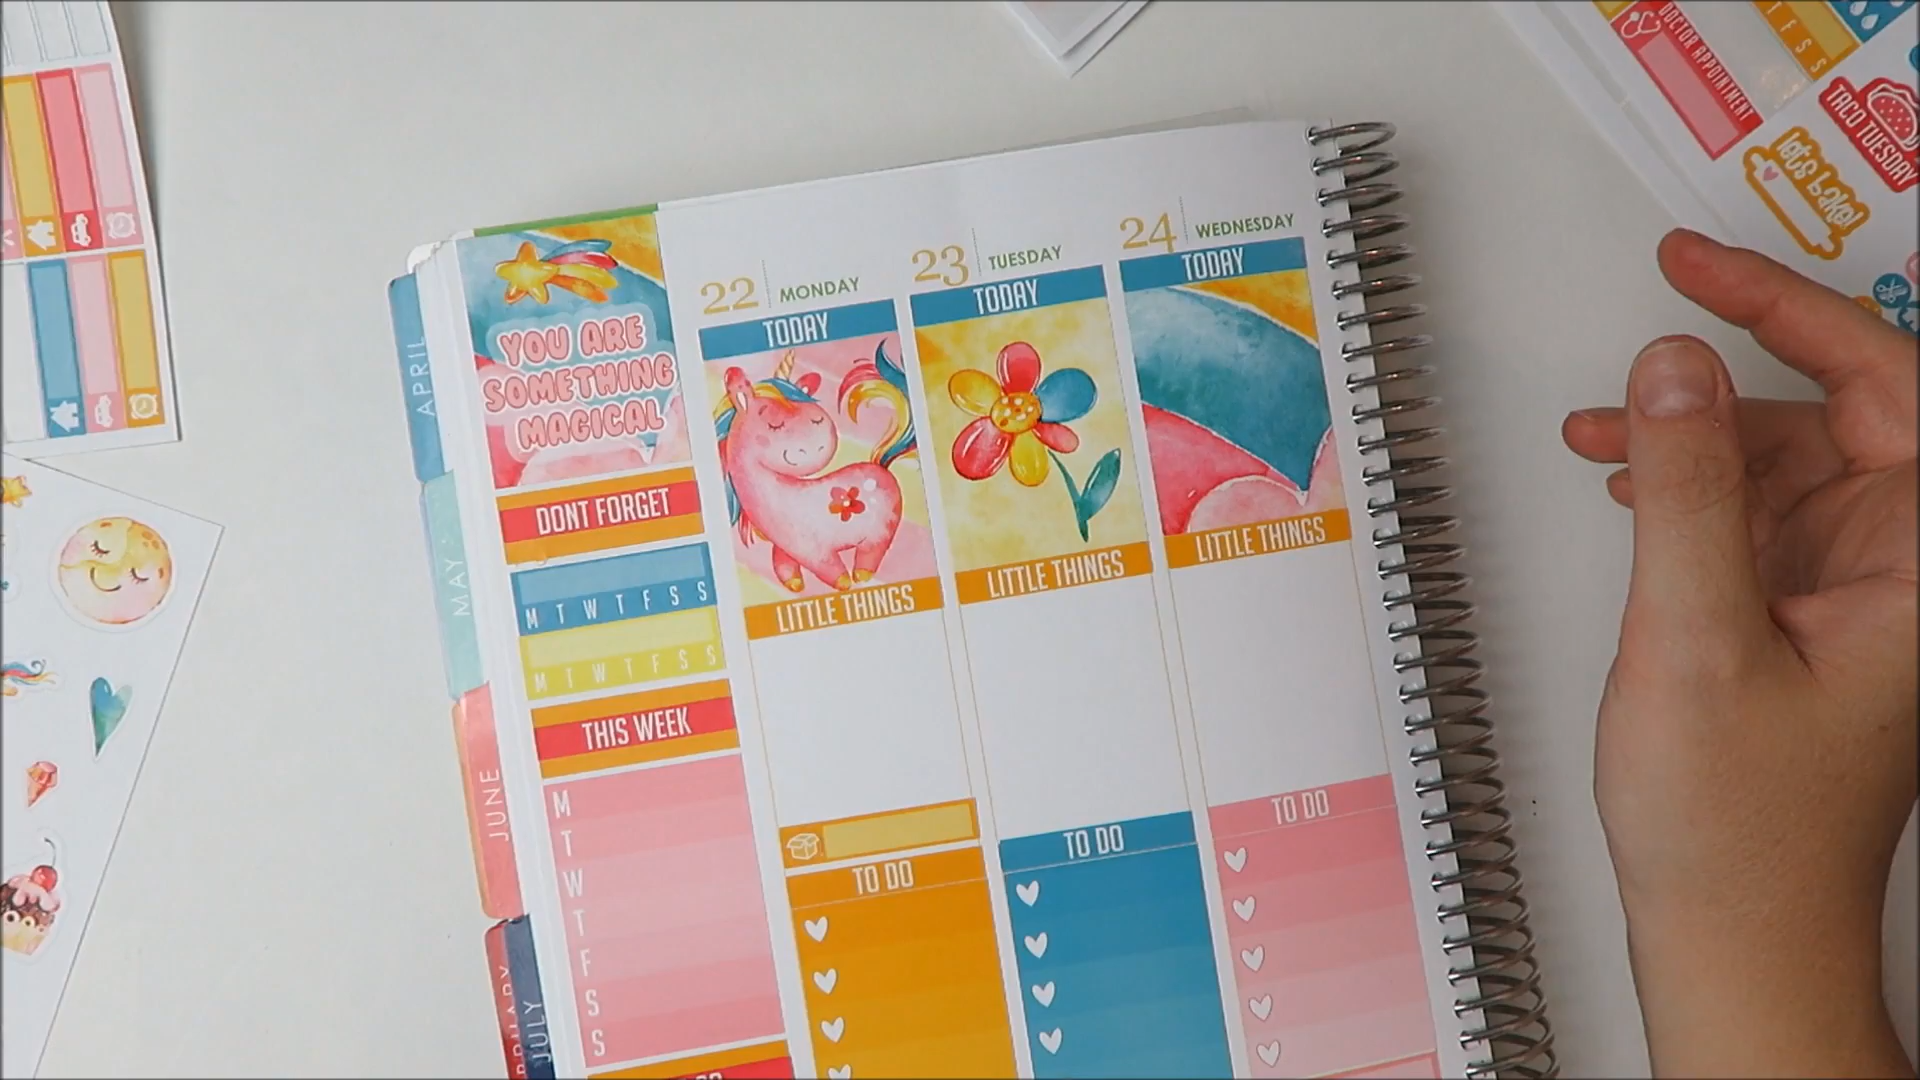 DOCTOR APPOINTMENT
T F S S
TACO TUESDAY
let's bake!
APRIL
MAY
JUNE
JULY
YOU ARE
SOMETHING
MAGICAL
DONT FORGET
M T W T F S S
M T W T F S S
THIS WEEK
M
T
W
T
F
S
S
22 MONDAY
TODAY
LITTLE THINGS
TO DO
23 TUESDAY
TODAY
LITTLE THINGS
TO DO
24 WEDNESDAY
TODAY
LITTLE THINGS
TO DO